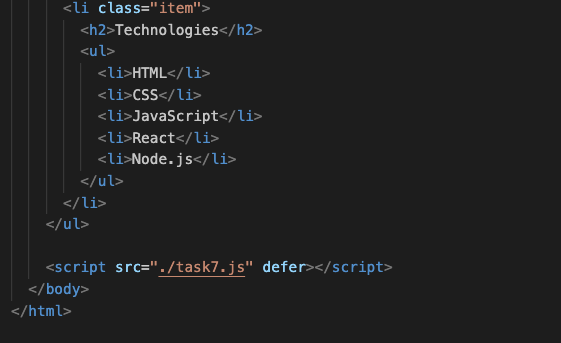 <li class="item">
<h2>Technologies</h2>
<ul>
<li>HTML</li>
<li>CSS</li>
<li>JavaScript</li>
<li>React</li>
<li>Node.js</li>
</ul>
</li>
</ul>
<script src="./task7.js" defer></script>
</body>
</html>